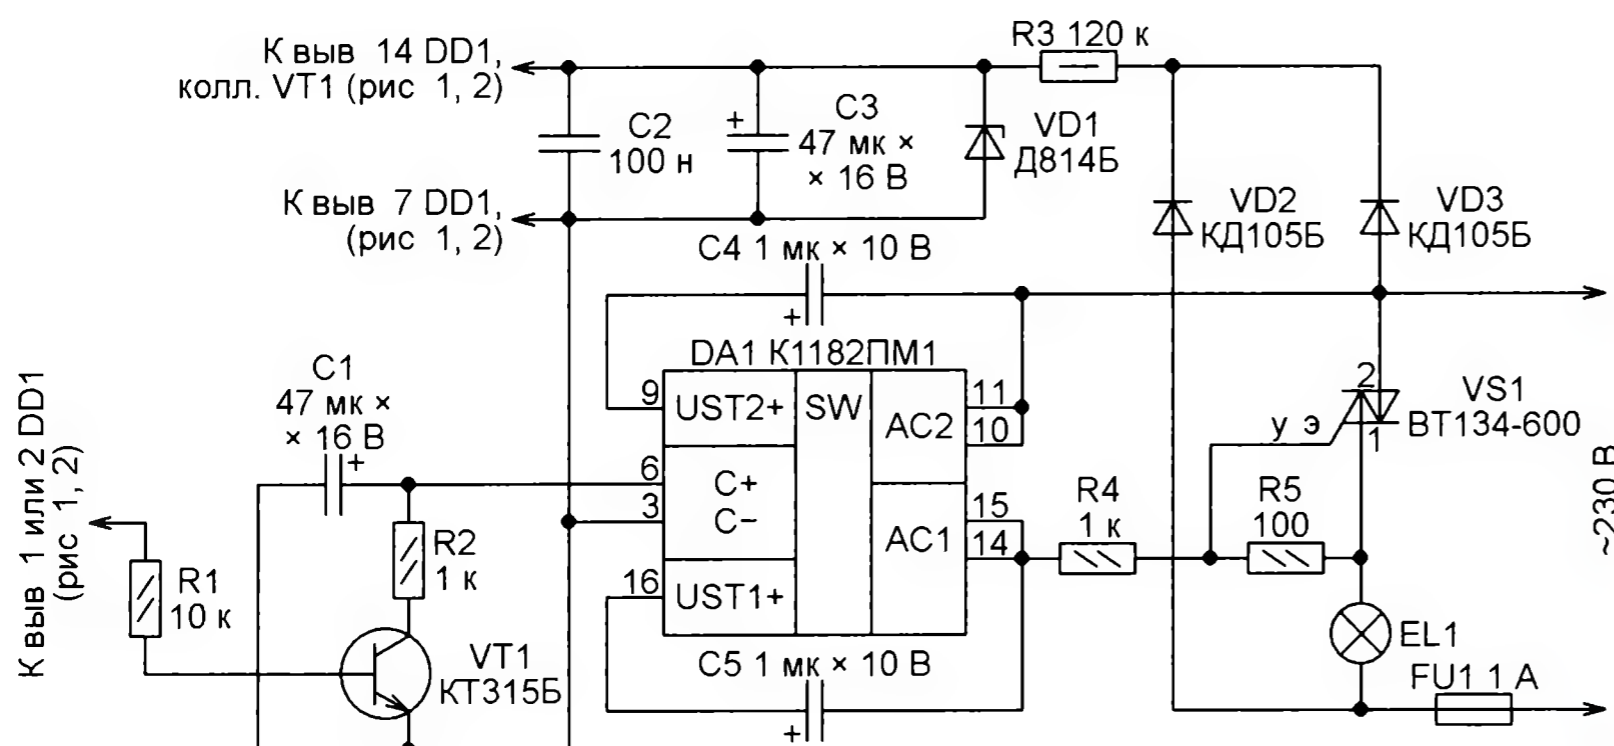 R3 120 к
К выв 14 DD1,
колл. VT1 (рис 1, 2)
C2
100 н
+
C3
47 мк ×
× 16 В
VD1
Д814Б
К выв 7 DD1,
(рис 1, 2)
VD2
КД105Б
VD3
КД105Б
C4 1 мк × 10 В
+
DA1 К1182ПМ1
9
UST2+
SW
AC2
11
10
6
C+
3
C−
AC1
15
14
16
UST1+
C5 1 мк × 10 В
+
2
1
у э
VS1
BT134-600
R4
1 к
R5
100
~230 В
EL1
FU1 1 А
C1
47 мк ×
× 16 В
+
К выв 1 или 2 DD1
(рис 1, 2)
R1
10 к
R2
1 к
VT1
КТ315Б